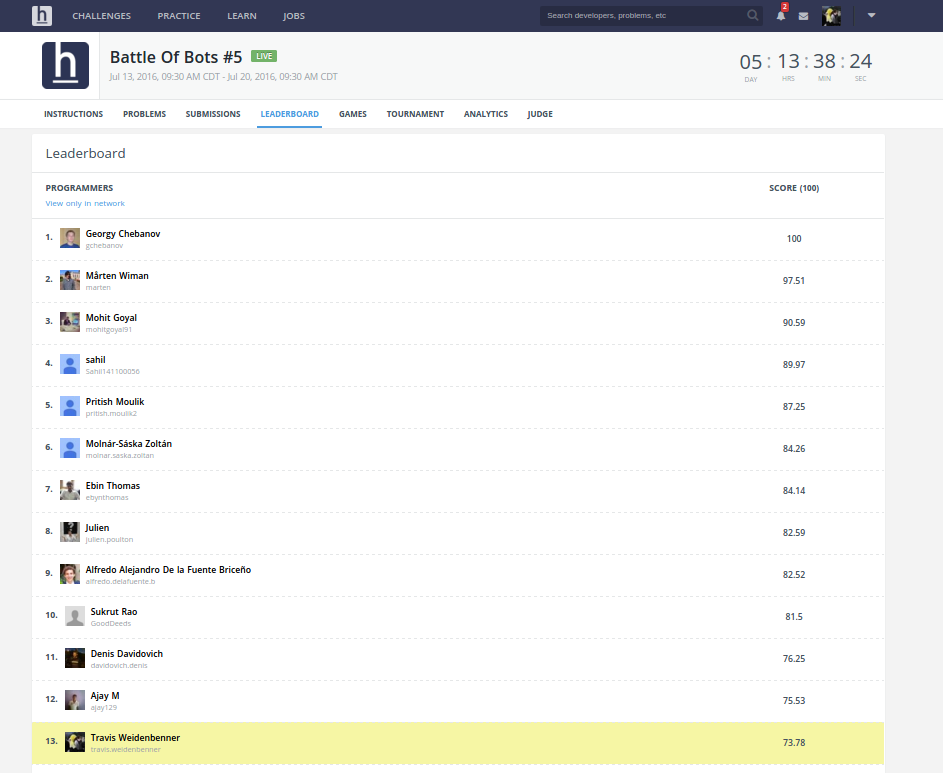 h CHALLENGES PRACTICE LEARN JOBS Search developers, problems, etc 2
h Battle Of Bots #5 LIVE
Jul 13, 2016, 09:30 AM CDT - Jul 20, 2016, 09:30 AM CDT
05 : 13 : 38 : 24
DAY HRS MIN SEC
INSTRUCTIONS PROBLEMS SUBMISSIONS LEADERBOARD GAMES TOURNAMENT ANALYTICS JUDGE
Leaderboard
PROGRAMMERS SCORE (100)
View only in network
1. Georgy Chebanov 100
gchebanov
2. Mårten Wiman 97.51
marten
3. Mohit Goyal 90.59
mohitgoyal91
4. sahil 89.97
Sahil141100056
5. Pritish Moulik 87.25
pritish.moulik2
6. Molnár-Sáska Zoltán 84.26
molnar.saska.zoltan
7. Ebin Thomas 84.14
ebynthomas
8. Julien 82.59
julien.poulton
9. Alfredo Alejandro De la Fuente Briceño 82.52
alfredo.delafuente.b
10. Sukrut Rao 81.5
GoodDeeds
11. Denis Davidovich 76.25
davidovich.denis
12. Ajay M 75.53
ajay129
13. Travis Weidenbenner 73.78
travis.weidenbenner